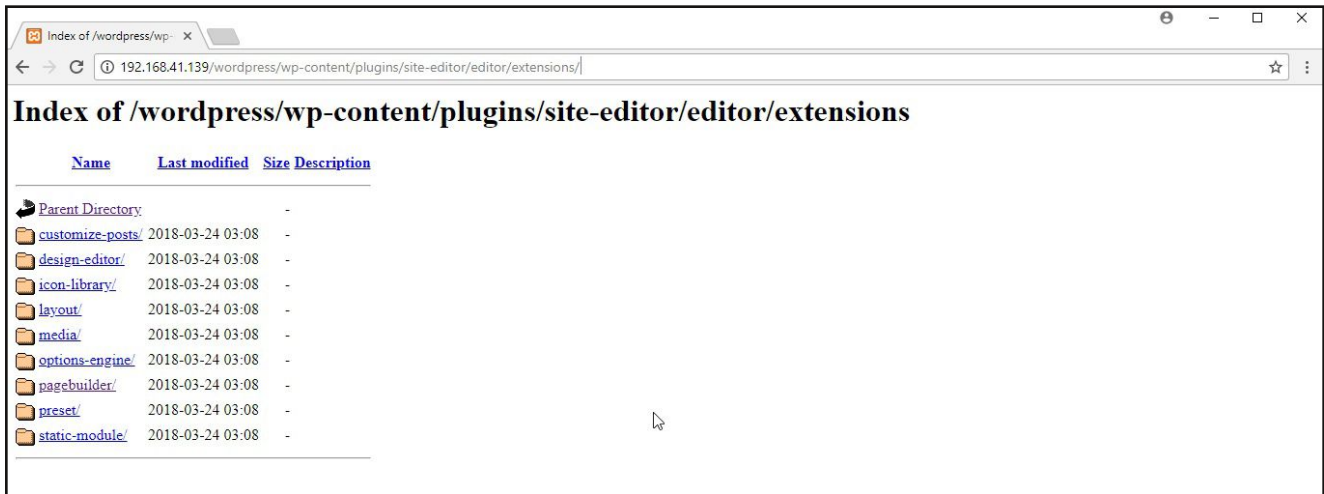 Index of /wordpress/wp-
192.168.41.139/wordpress/wp-content/plugins/site-editor/editor/extensions/
Index of /wordpress/wp-content/plugins/site-editor/editor/extensions
Name Last modified Size Description
Parent Directory -
customize-posts/ 2018-03-24 03:08 -
design-editor/ 2018-03-24 03:08 -
icon-library/ 2018-03-24 03:08 -
layout/ 2018-03-24 03:08 -
media/ 2018-03-24 03:08 -
options-engine/ 2018-03-24 03:08 -
pagebuilder/ 2018-03-24 03:08 -
preset/ 2018-03-24 03:08 -
static-module/ 2018-03-24 03:08 -